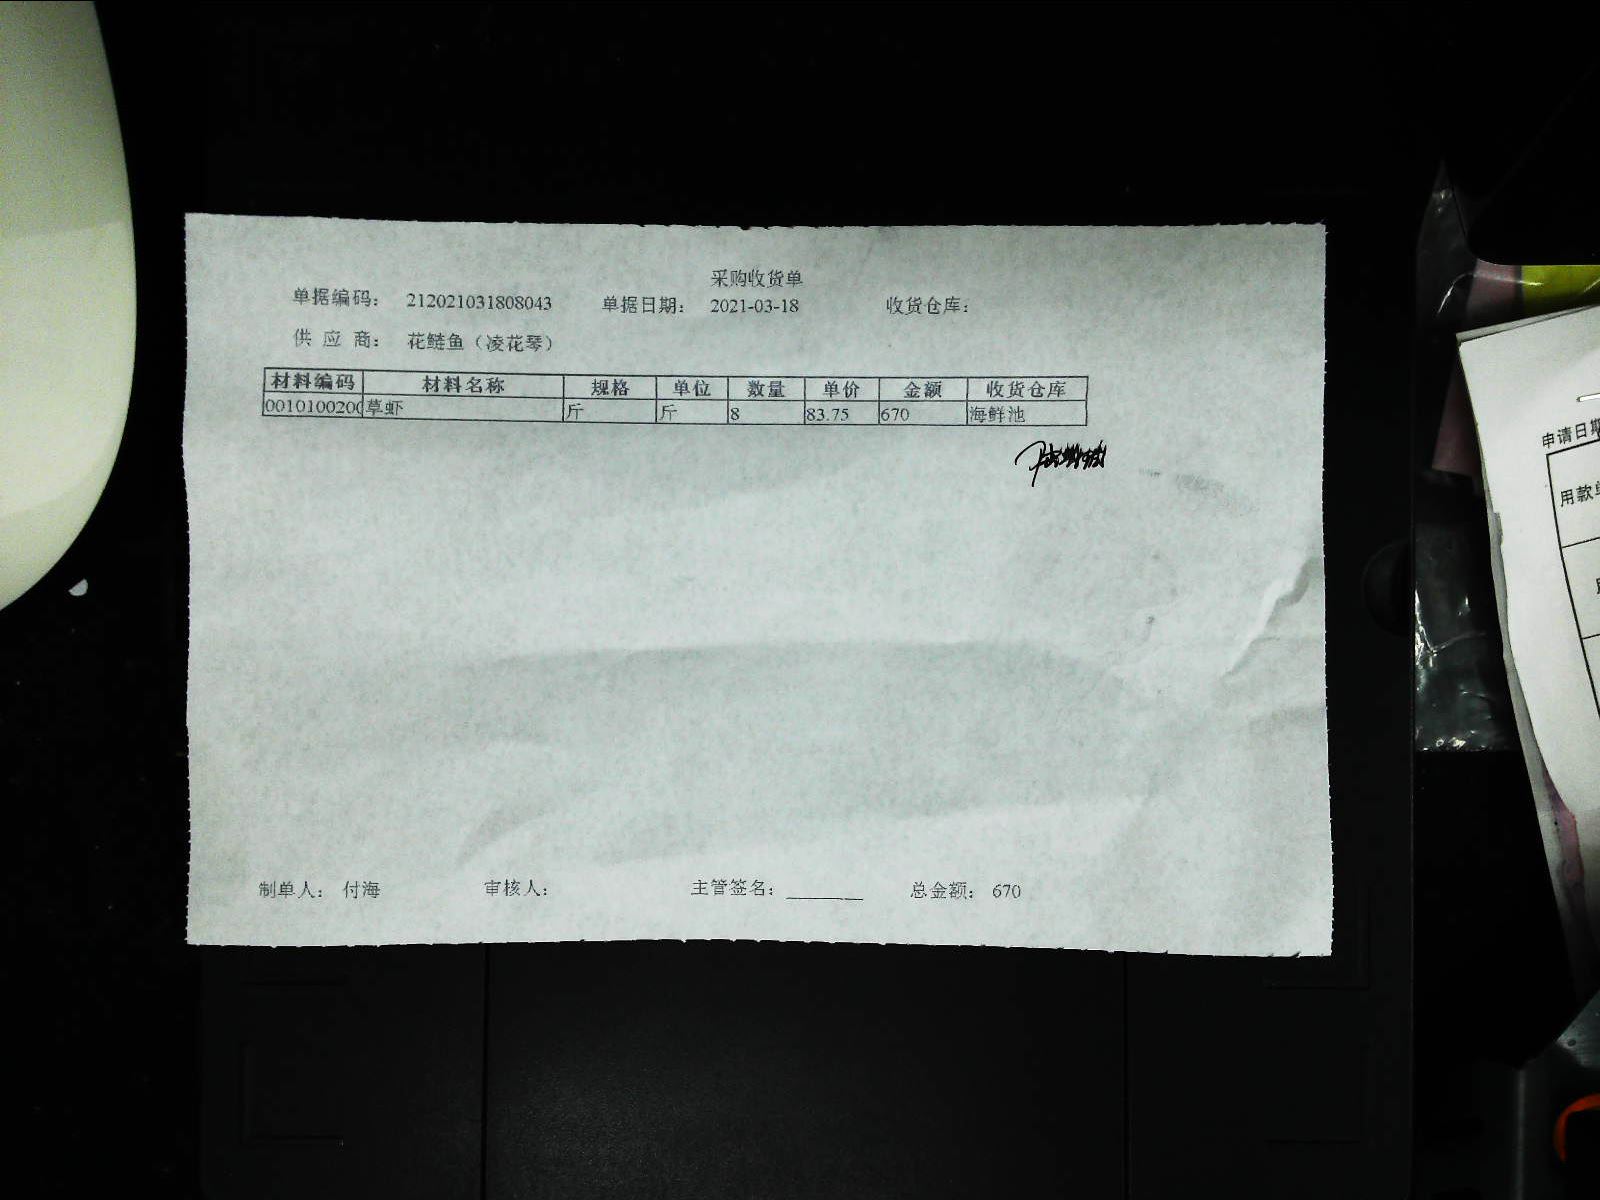 采购收货单
单据编码： 212021031808043 单据日期： 2021-03-18 收货仓库：
供 应 商： 花鲢鱼（凌花琴）
材料编码 材料名称 规格 单位 数量 单价 金额 收货仓库
0010100200 草虾 斤 斤 8 83.75 670 海鲜池
制单人： 付海 审核人： 主管签名： 总金额： 670
申请日期
用款单